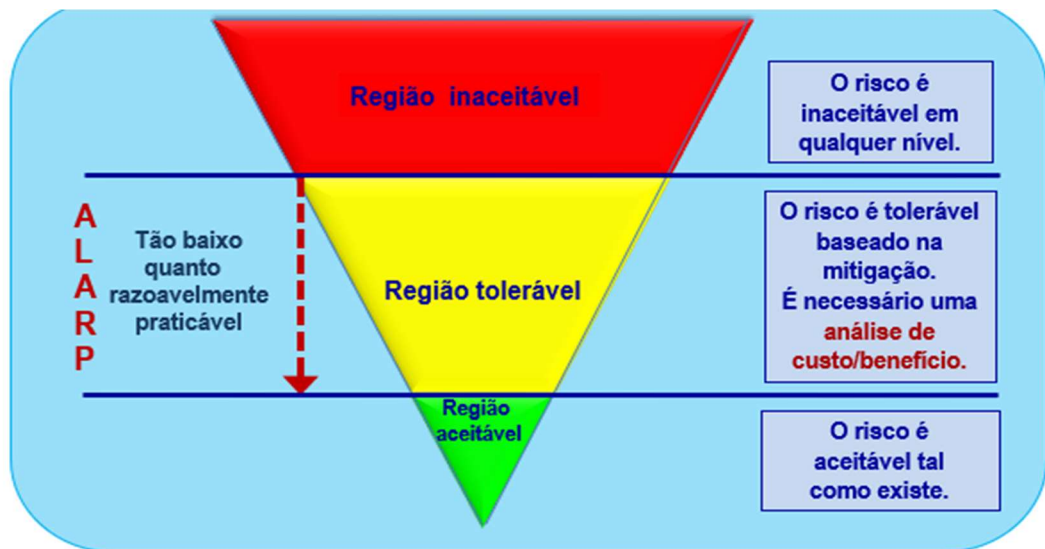 Região inaceitável
O risco é
inaceitável em
qualquer nível.
A
L
A
R
P
Tão baixo
quanto
razoavelmente
praticável
Região tolerável
O risco é tolerável
baseado na
mitigação.
É necessário uma
análise de
custo/benefício.
Região
aceitável
O risco é
aceitável tal
como existe.